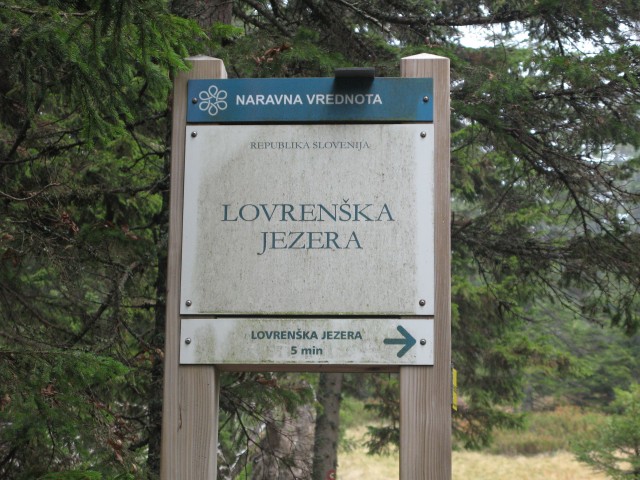 NARAVNA VREDNOTA
REPUBLIKA SLOVENIJA
LOVRENŠKA
JEZERA
LOVRENŠKA JEZERA
5 min